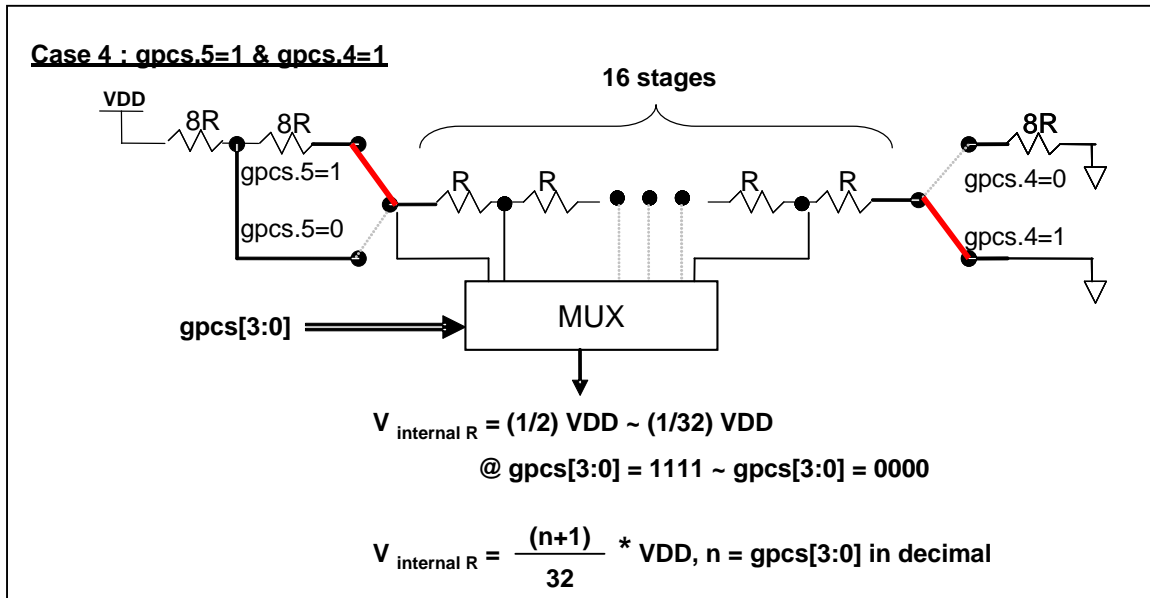 Case 4 : gpcs.5=1 & gpcs.4=1
16 stages
VDD
8R
8R
8R
gpcs.5=1
R
R
R
R
gpcs.4=0
gpcs.5=0
gpcs.4=1
MUX
gpcs[3:0]
V internal R = (1/2) VDD ~ (1/32) VDD
@ gpcs[3:0] = 1111 ~ gpcs[3:0] = 0000
V internal R = (n+1) / 32 * VDD, n = gpcs[3:0] in decimal